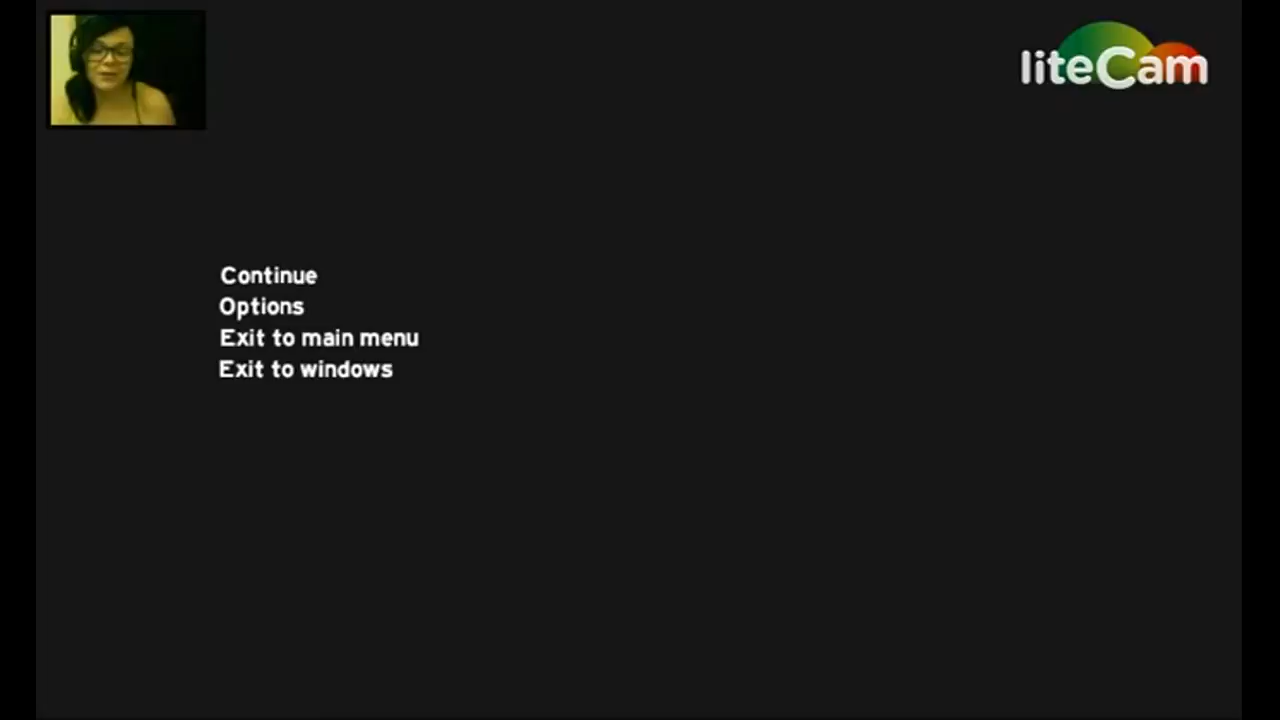 liteCam
Continue
Options
Exit to main menu
Exit to windows